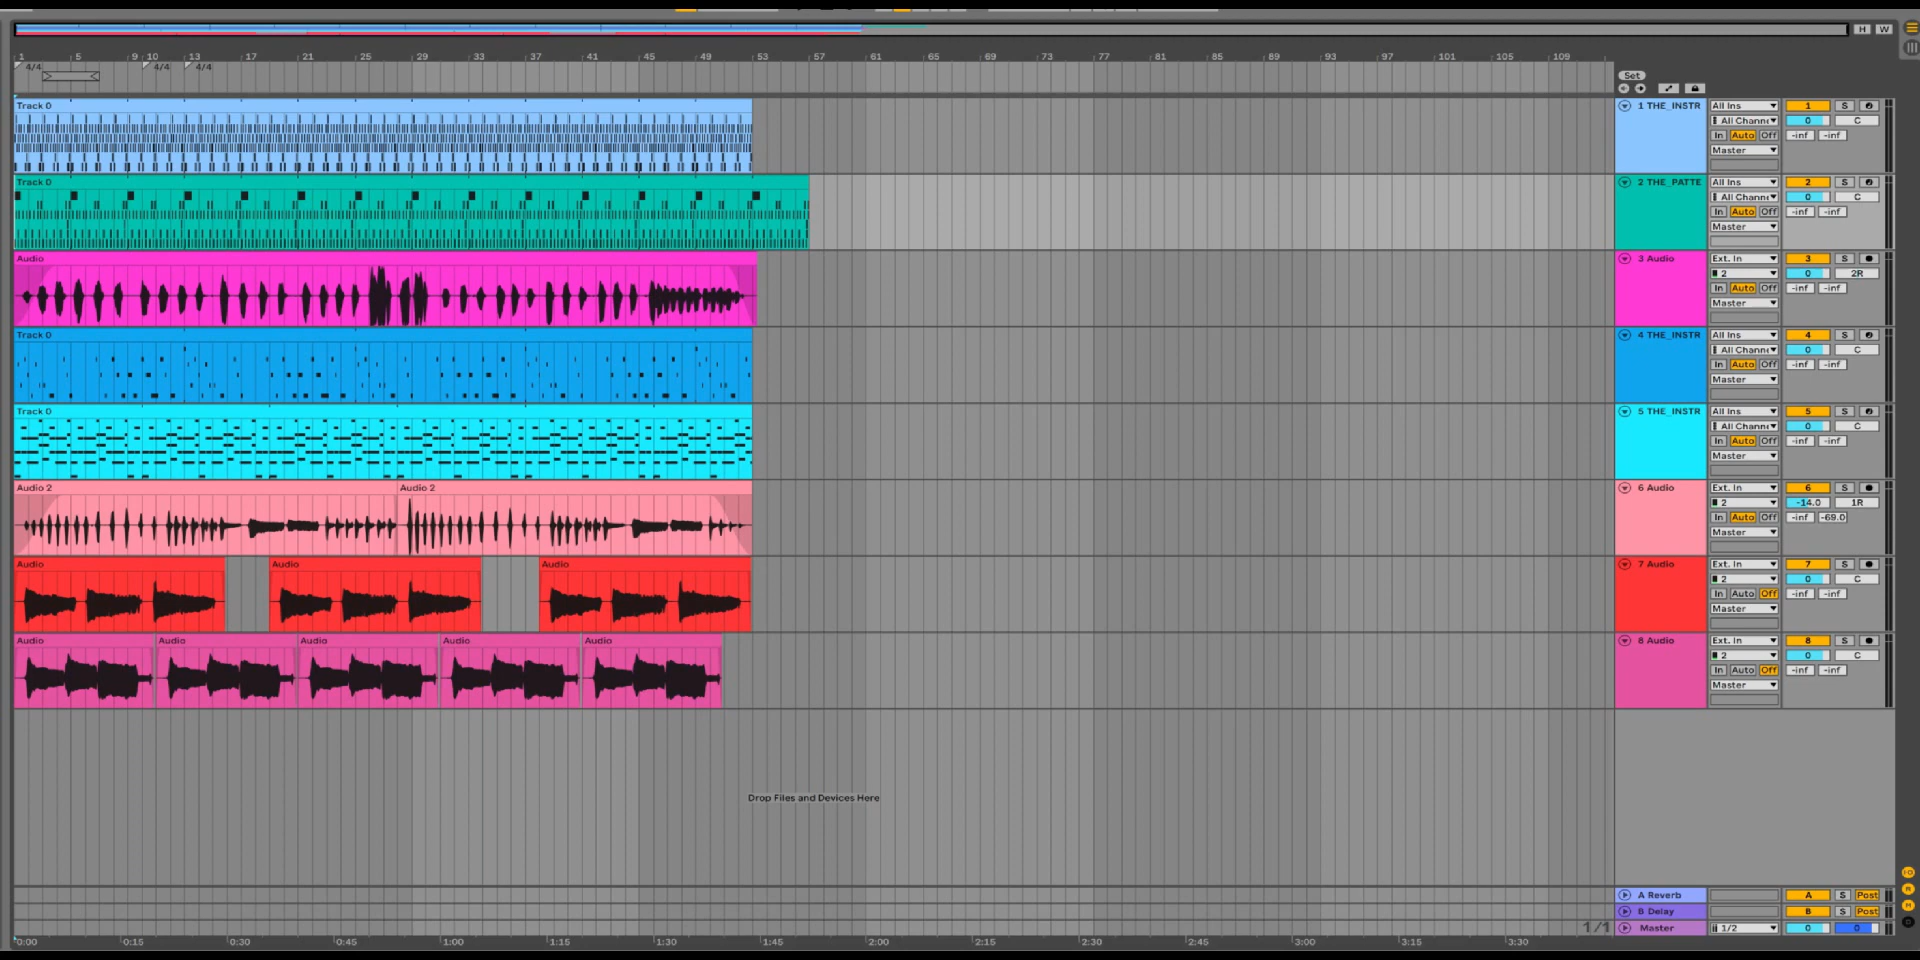 H W
1 5 9 10 13 17 21 25 29 33 37 41 45 49 53 57 61 65 69 73 77 81 85 89 93 97 101 105 109
4/4 4/4 4/4
Set
Track 0
1 THE_INSTR All Ins 1 S
All Channe 0 C
In Auto Off -inf -inf
Master
Track 0
2 THE_PATTE All Ins 2 S
All Channe 0 C
In Auto Off -inf -inf
Master
Audio
3 Audio Ext. In 3 S
2 0 2R
In Auto Off -inf -inf
Master
Track 0
4 THE_INSTR All Ins 4 S
All Channe 0 C
In Auto Off -inf -inf
Master
Track 0
5 THE_INSTR All Ins 5 S
All Channe 0 C
In Auto Off -inf -inf
Master
Audio 2 Audio 2
6 Audio Ext. In 6 S
2 -14.0 1R
In Auto Off -inf -69.0
Master
Audio Audio Audio
7 Audio Ext. In 7 S
2 0 C
In Auto Off -inf -inf
Master
Audio Audio Audio Audio Audio
8 Audio Ext. In 8 S
2 0 C
In Auto Off -inf -inf
Master
Drop Files and Devices Here
A Reverb A S Post
B Delay B S Post
1/1
Master 1/2 0 0
0:00 0:15 0:30 0:45 1:00 1:15 1:30 1:45 2:00 2:15 2:30 2:45 3:00 3:15 3:30